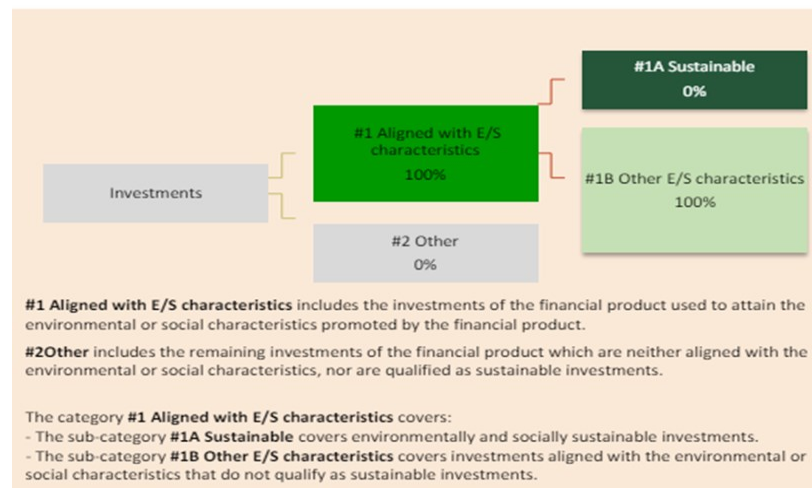 #1A Sustainable
0%
#1 Aligned with E/S
characteristics
100%
#1B Other E/S characteristics
100%
Investments
#2 Other
0%
#1 Aligned with E/S characteristics includes the investments of the financial product used to attain the
environmental or social characteristics promoted by the financial product.
#2Other includes the remaining investments of the financial product which are neither aligned with the
environmental or social characteristics, nor are qualified as sustainable investments.
The category #1 Aligned with E/S characteristics covers:
- The sub-category #1A Sustainable covers environmentally and socially sustainable investments.
- The sub-category #1B Other E/S characteristics covers investments aligned with the environmental or
social characteristics that do not qualify as sustainable investments.